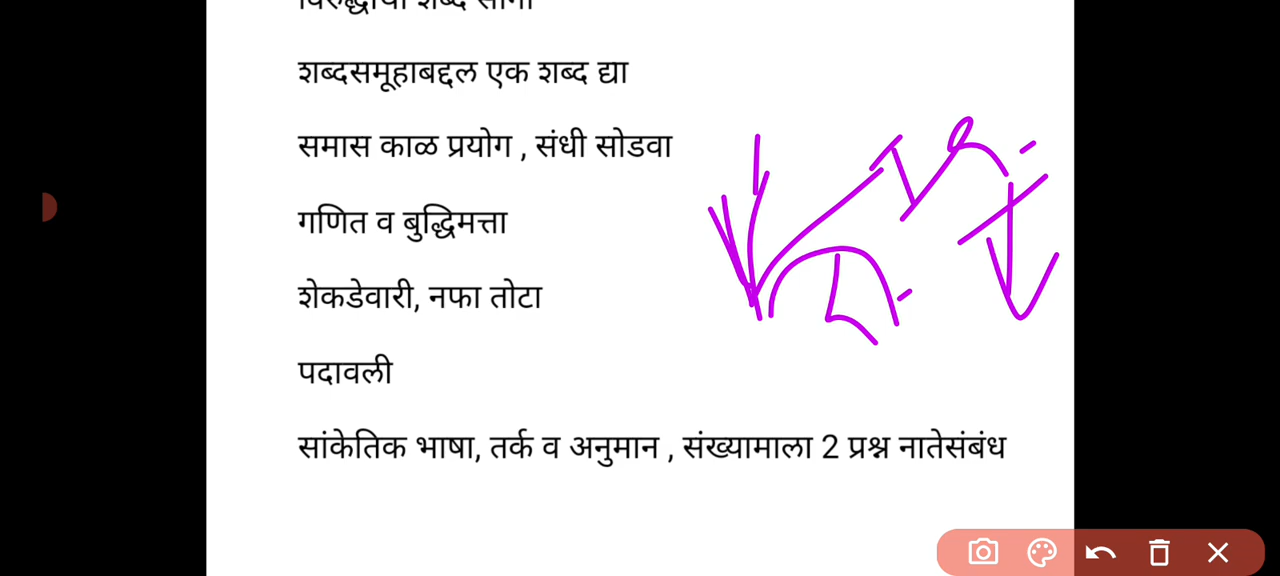 विरुद्धार्थी शब्द सांगा
शब्दसमूहाबद्दल एक शब्द द्या
समास काळ प्रयोग , संधी सोडवा
गणित व बुद्धिमत्ता
शेकडेवारी, नफा तोटा
पदावली
सांकेतिक भाषा, तर्क व अनुमान , संख्यामाला 2 प्रश्न नातेसंबंध